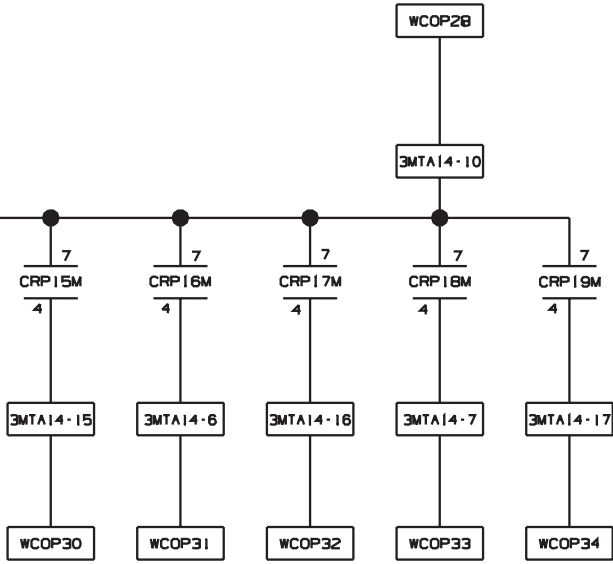 WCOP28
3MTA14-10
7 7 7 7 7
CRP15M CRP16M CRP17M CRP18M CRP19M
4 4 4 4 4
3MTA14-15 3MTA14-6 3MTA14-16 3MTA14-7 3MTA14-17
WCOP30 WCOP31 WCOP32 WCOP33 WCOP34